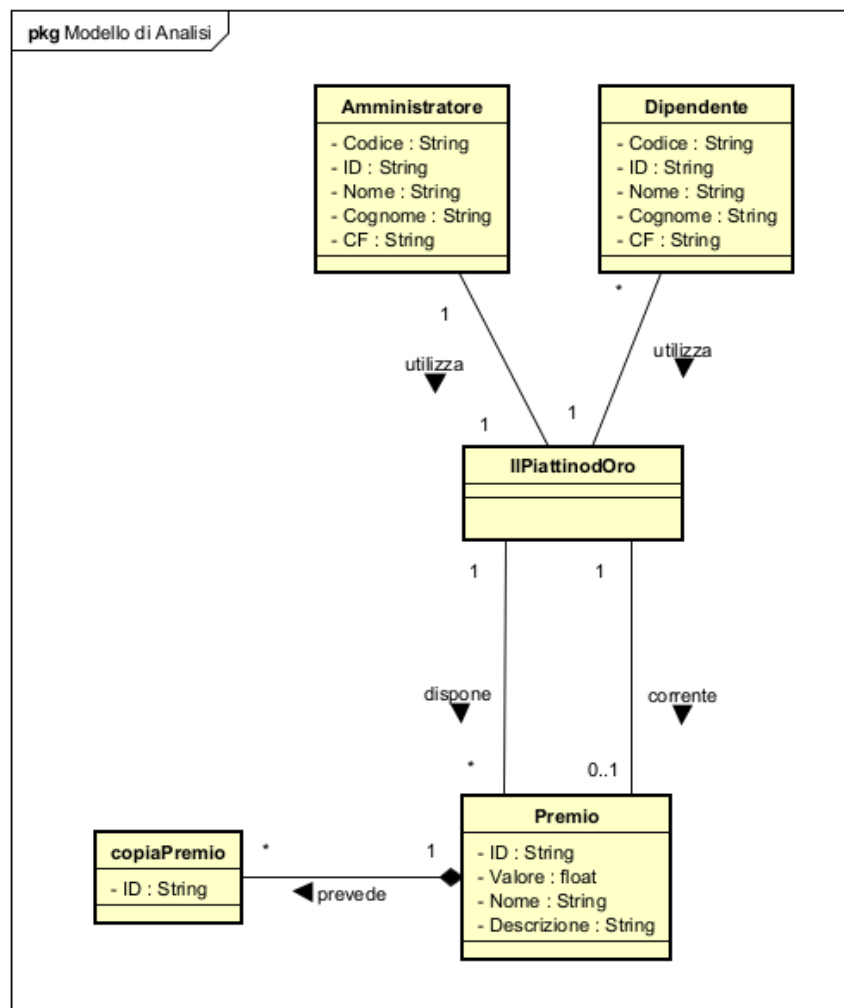 pkg Modello di Analisi
Amministratore
- Codice : String
- ID : String
- Nome : String
- Cognome : String
- CF : String
Dipendente
- Codice : String
- ID : String
- Nome : String
- Cognome : String
- CF : String
1
*
utilizza
utilizza
1
1
IlPiattinodOro
1
1
dispone
corrente
*
0..1
Premio
- ID : String
- Valore : float
- Nome : String
- Descrizione : String
copiaPremio
- ID : String
*
1
prevede